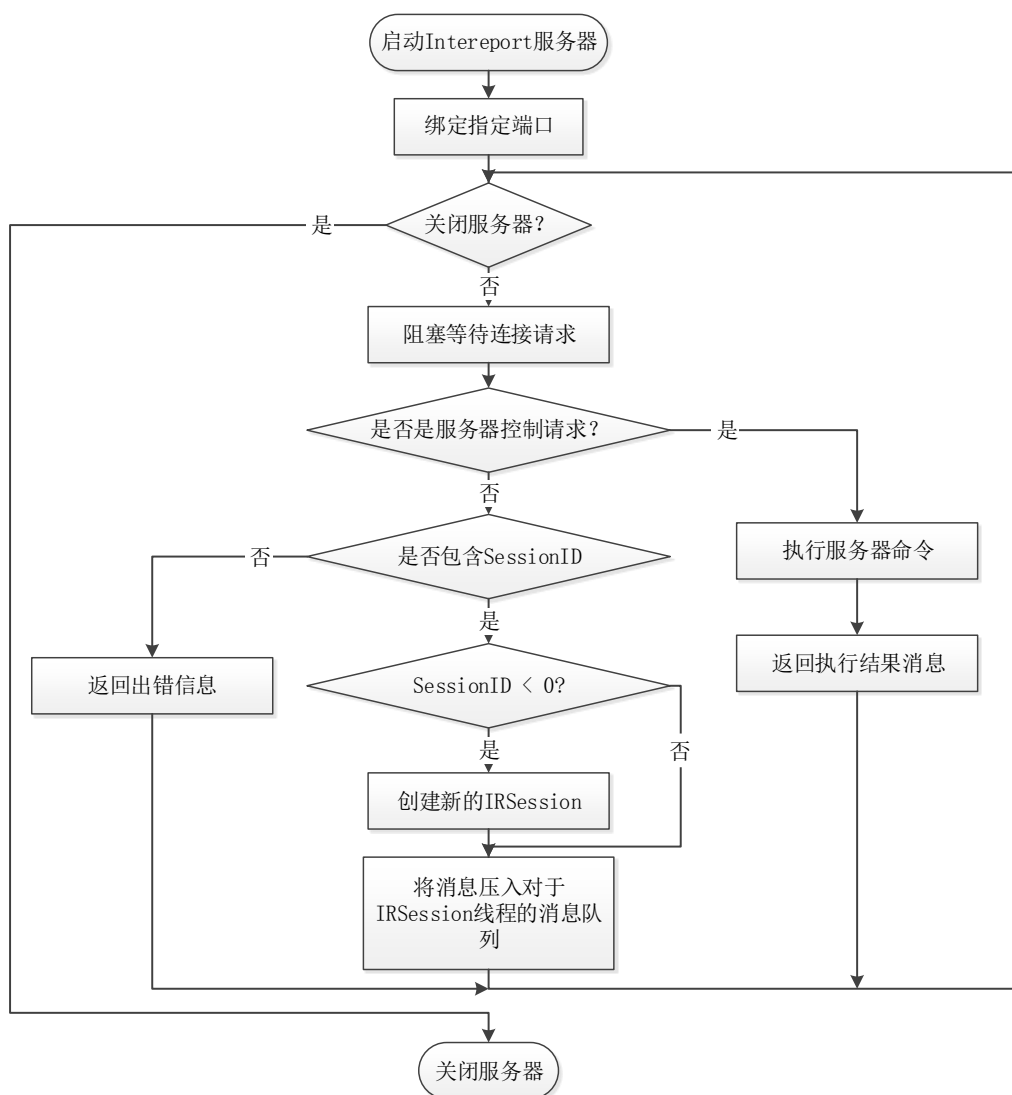 启动Intereport服务器
绑定指定端口
关闭服务器?
是
否
阻塞等待连接请求
是否是服务器控制请求?
是
否
是否包含SessionID
否
执行服务器命令
是
返回出错信息
SessionID < 0?
返回执行结果消息
是
否
创建新的IRSession
将消息压入对于
IRSession线程的消息队
列
关闭服务器